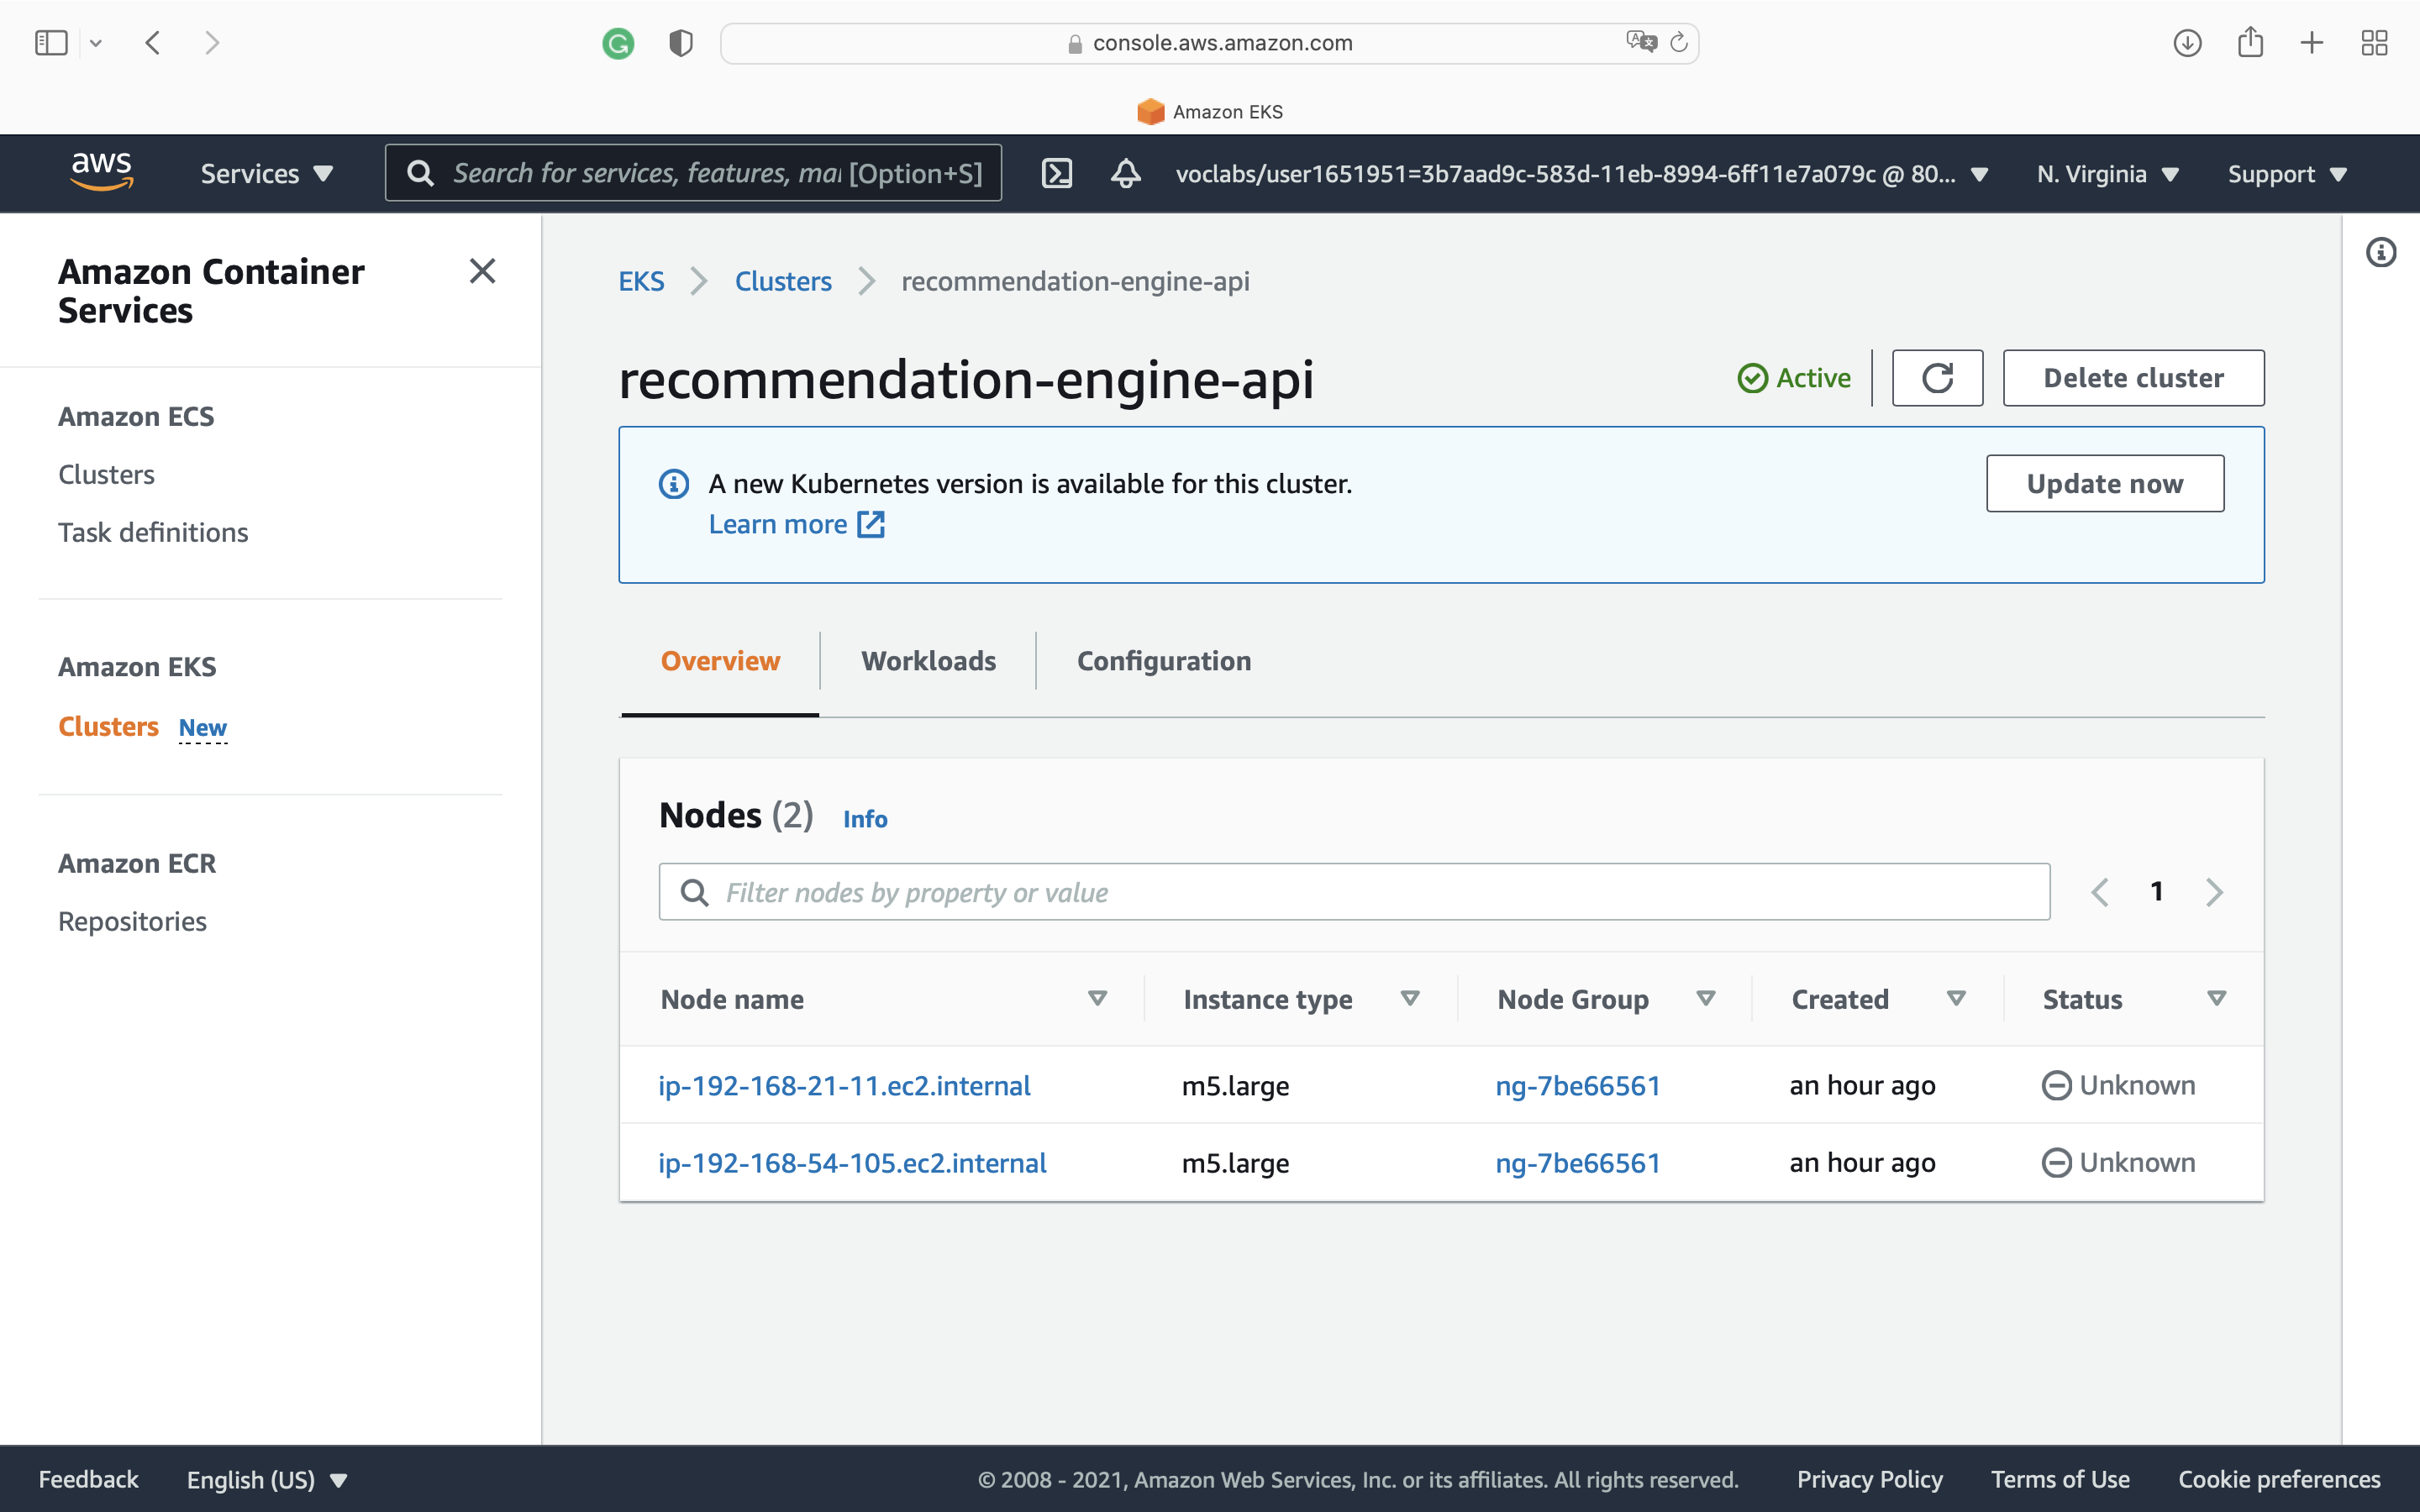 console.aws.amazon.com
Amazon EKS
aws
Services
Search for services, features, mar [Option+S]
voclabs/user1651951=3b7aad9c-583d-11eb-8994-6ff11e7a079c @ 80...
N. Virginia
Support
Amazon Container
Services
Amazon ECS
Clusters
Task definitions
Amazon EKS
Clusters New
Amazon ECR
Repositories
EKS
Clusters
recommendation-engine-api
recommendation-engine-api
Active
Delete cluster
A new Kubernetes version is available for this cluster.
Learn more
Update now
Overview
Workloads
Configuration
Nodes (2) Info
Filter nodes by property or value
1
Node name Instance type Node Group Created Status
ip-192-168-21-11.ec2.internal m5.large ng-7be66561 an hour ago Unknown
ip-192-168-54-105.ec2.internal m5.large ng-7be66561 an hour ago Unknown
Feedback
English (US)
© 2008 - 2021, Amazon Web Services, Inc. or its affiliates. All rights reserved.
Privacy Policy
Terms of Use
Cookie preferences